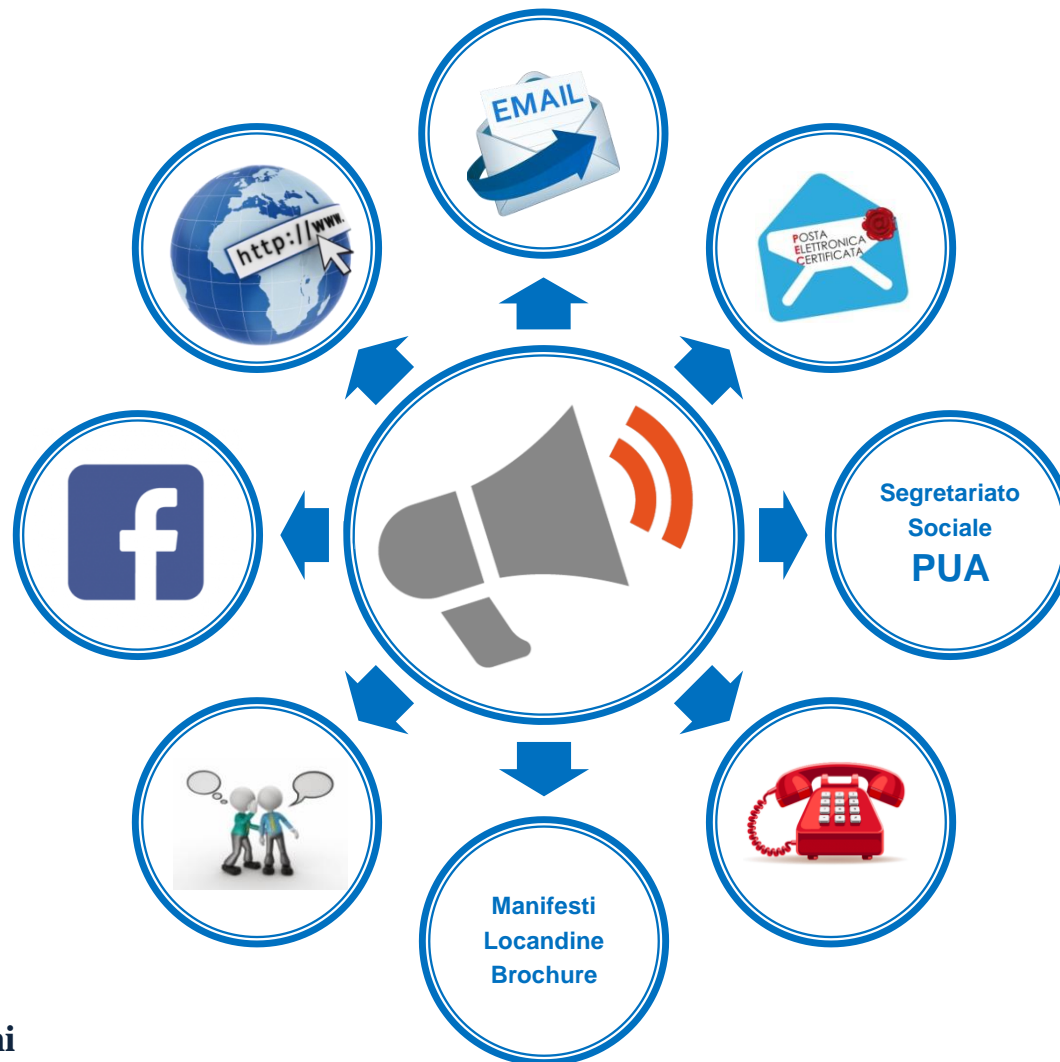 EMAIL
http://www.
POSTA
ELETTRONICA
CERTIFICATA
@
f
Segretariato
Sociale
PUA
Manifesti
Locandine
Brochure